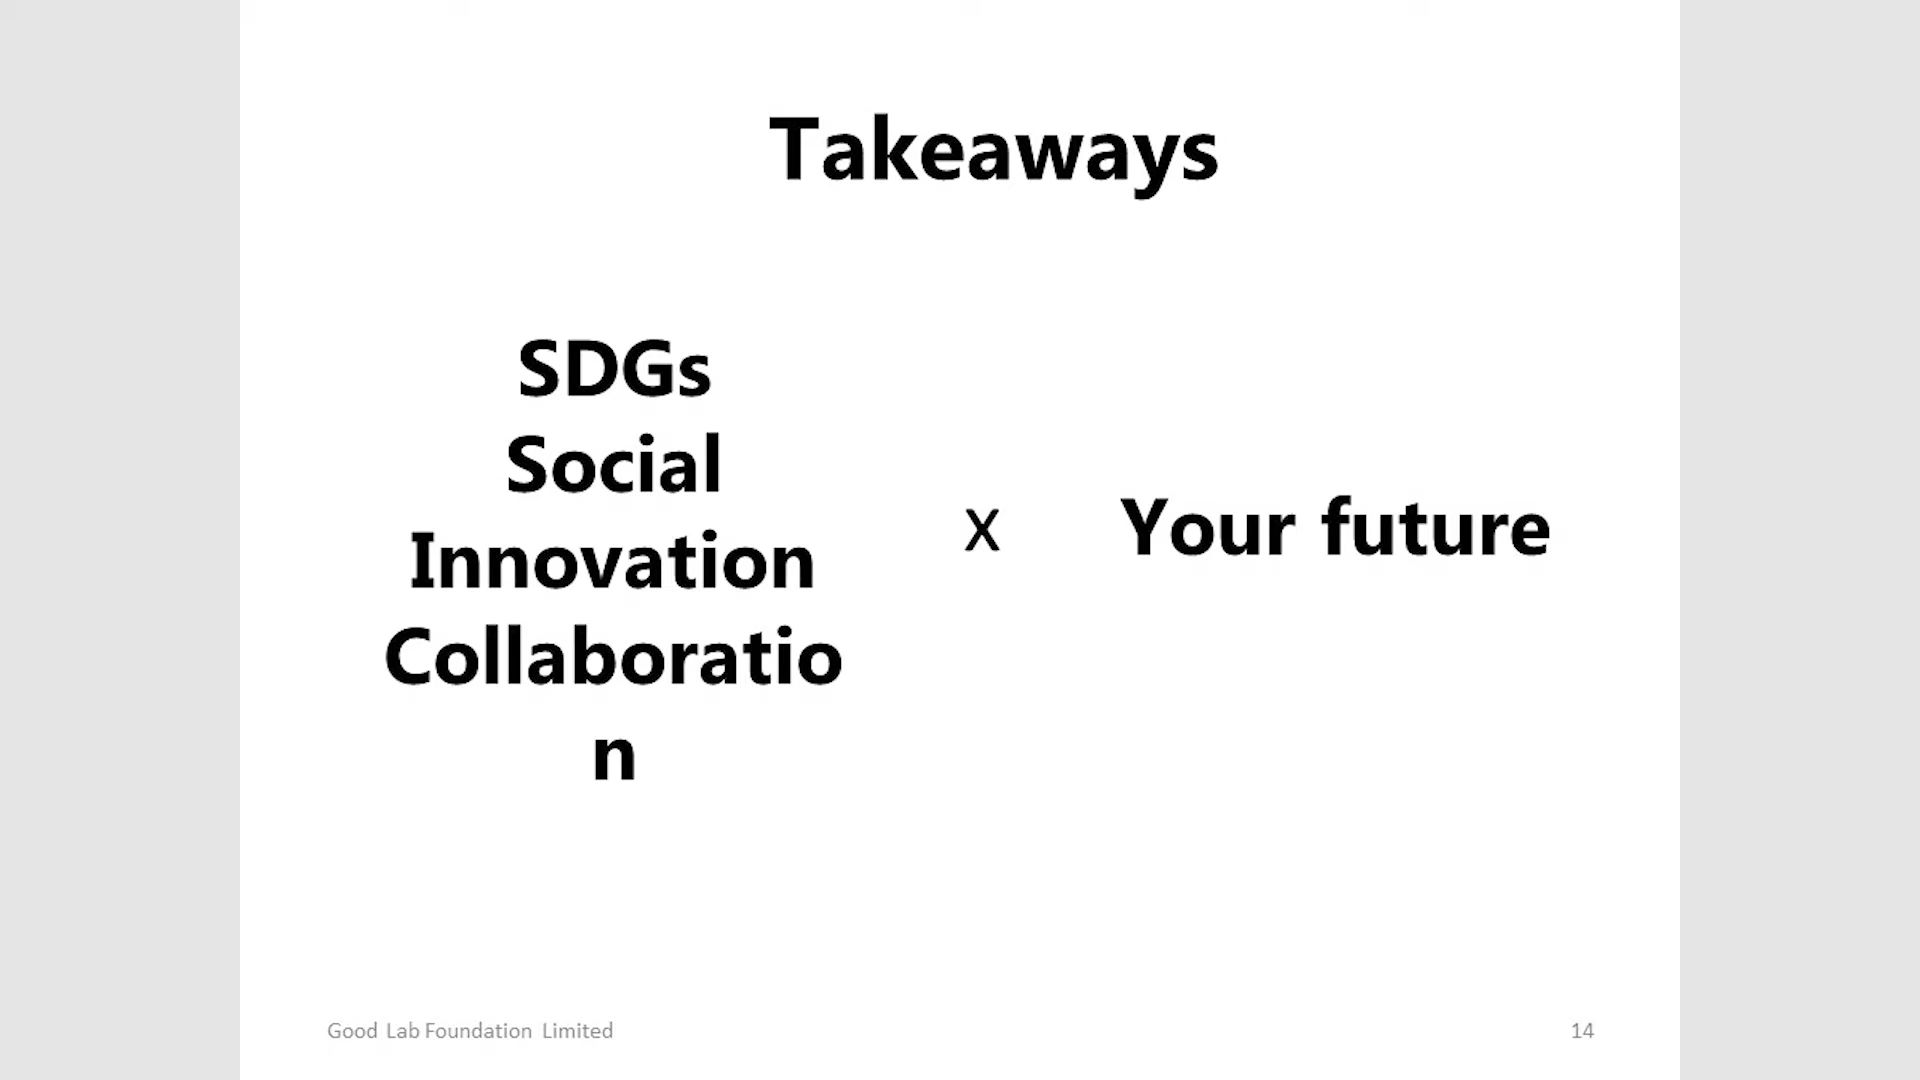 Takeaways
SDGs
Social
Innovation
Collaboratio
n
x
Your future
Good Lab Foundation Limited
14